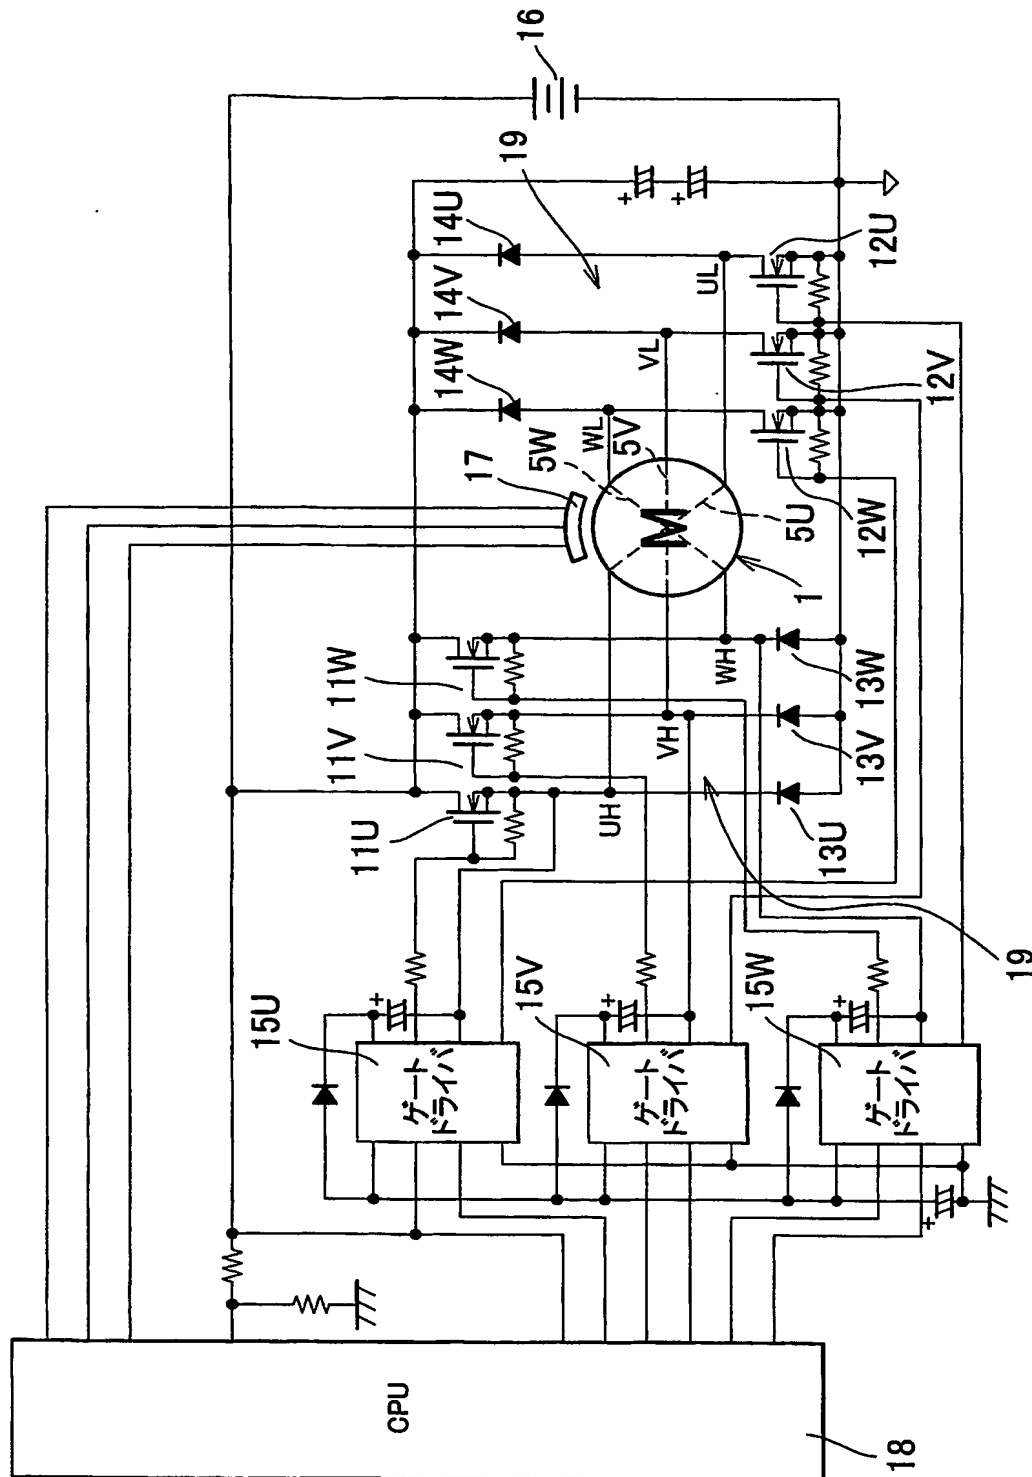 16
19
14U
14V
14W
17
UL
VL
WL
5W
5V
5U
M
1
12U
12V
12W
11W
11V
11U
WH
VH
UH
13W
13V
13U
19
15U
+
ゲート
ドライバ
15V
+
ゲート
ドライバ
15W
+
ゲート
ドライバ
+
+
+
CPU
18